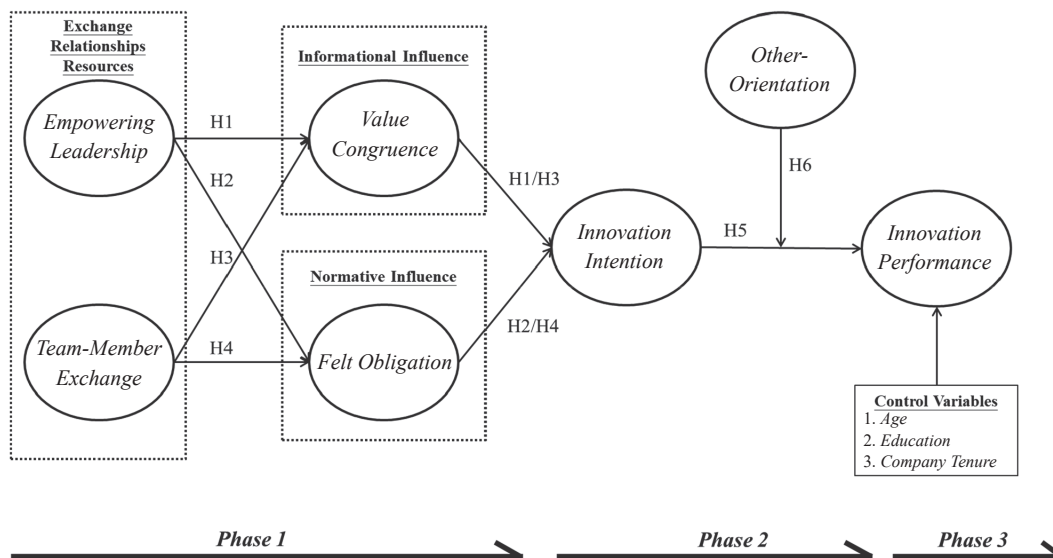 Exchange
Relationships
Resources
Empowering
Leadership
Team-Member
Exchange
H1
H2
H3
H4
Informational Influence
Value
Congruence
Normative Influence
Felt Obligation
H1/H3
H2/H4
Innovation
Intention
H5
Other-
Orientation
H6
Innovation
Performance
Control Variables
1. Age
2. Education
3. Company Tenure
Phase 1
Phase 2
Phase 3